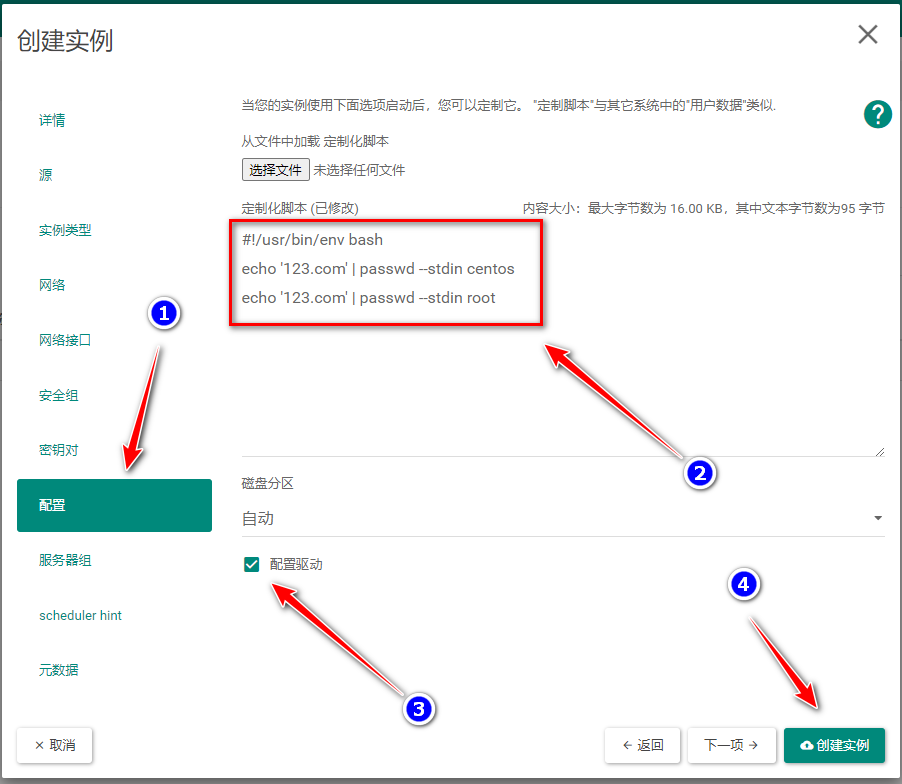 创建实例
详情
源
实例类型
网络
网络接口
安全组
密钥对
配置
服务器组
scheduler hint
元数据
当您的实例使用下面选项启动后，您可以定制它。 "定制脚本"与其它系统中的"用户数据"类似.
?
从文件中加载 定制化脚本
选择文件 未选择任何文件
定制化脚本 (已修改) 内容大小：最大字节数为 16.00 KB，其中文本字节数为95 字节
#!/usr/bin/env bash
echo '123.com' | passwd --stdin centos
echo '123.com' | passwd --stdin root
1
2
磁盘分区
自动
配置驱动
3
4
× 取消
← 返回
下一项 →
创建实例